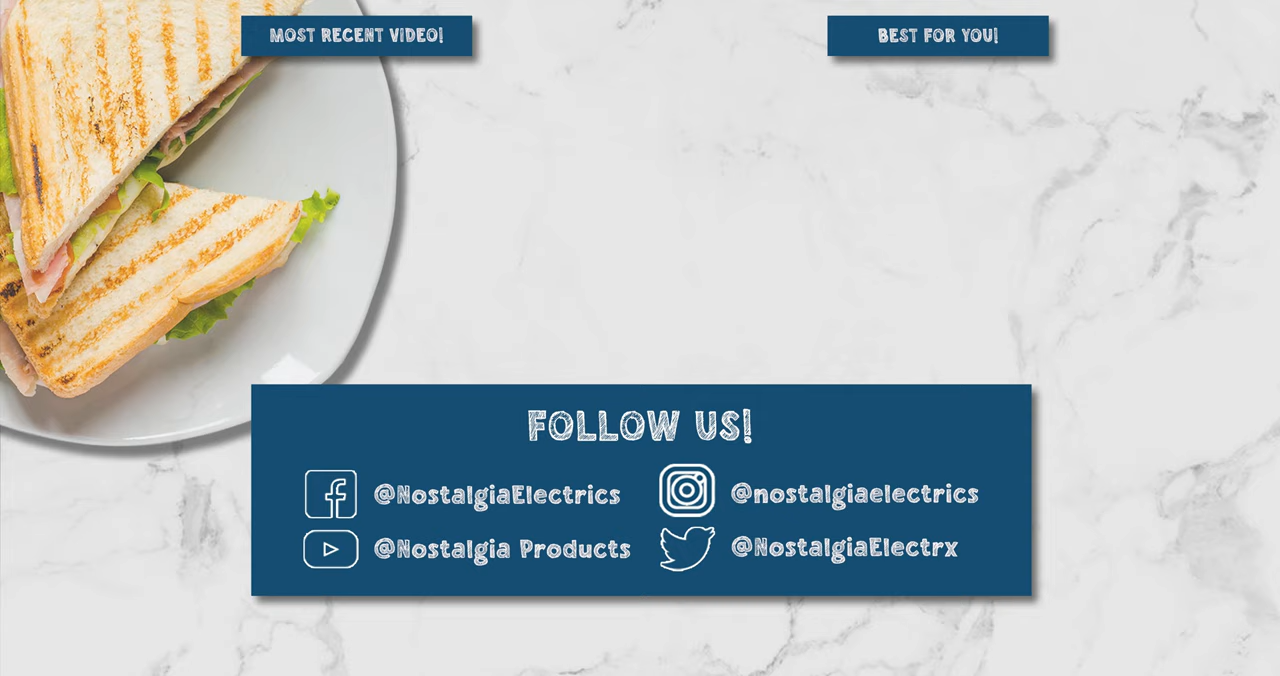 MOST RECENT VIDEO!
BEST FOR YOU!
FOLLOW US!
@NostalgiaElectrics
@nostalgiaelectrics
@Nostalgia Products
@NostalgiaElectrx